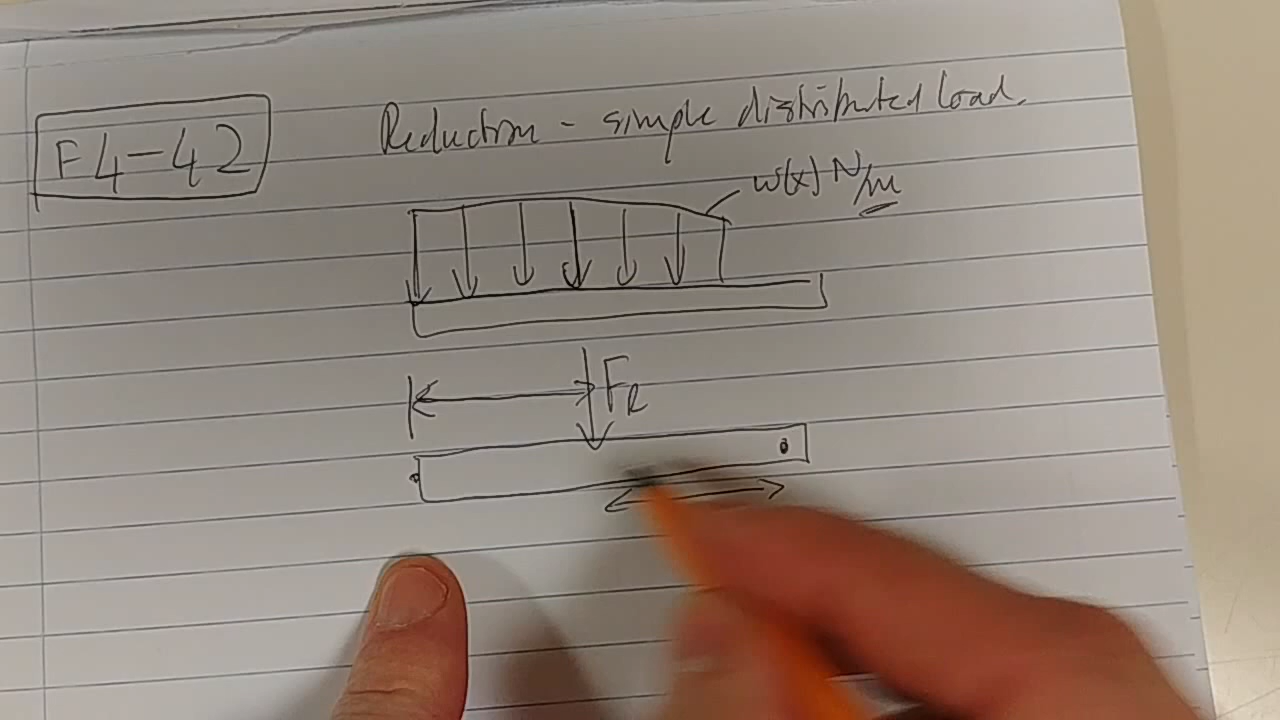 F4-42
Reduction - simple distributed load.
w(x) N/m
FR